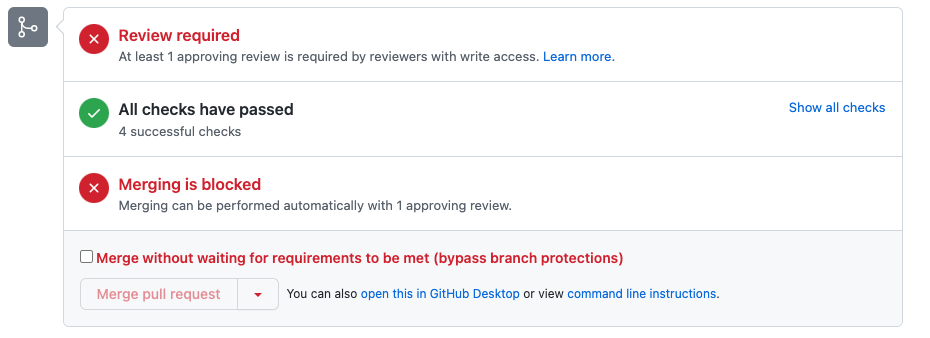 Review required
At least 1 approving review is required by reviewers with write access. Learn more.
All checks have passed
Show all checks
4 successful checks
Merging is blocked
Merging can be performed automatically with 1 approving review.
Merge without waiting for requirements to be met (bypass branch protections)
Merge pull request
You can also open this in GitHub Desktop or view command line instructions.